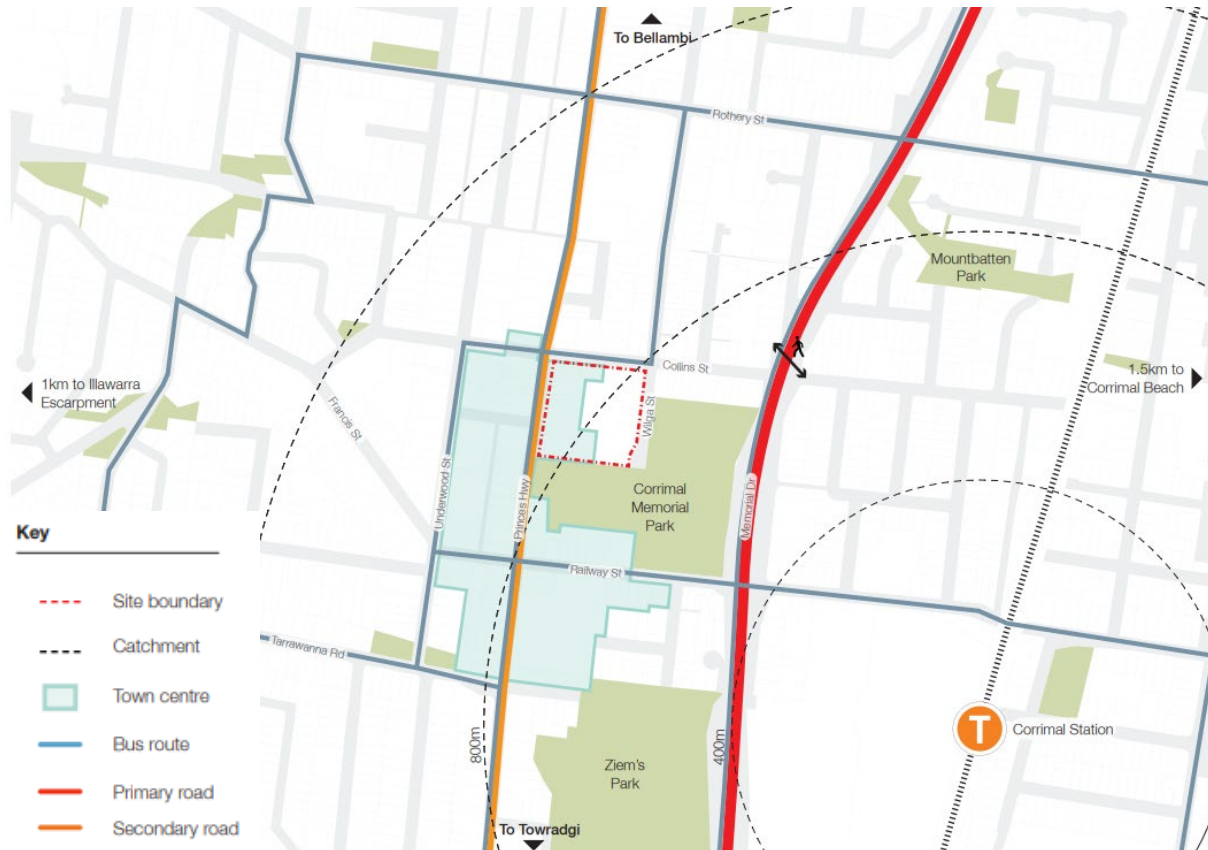 To Bellambi
Rothery St
Mountbatten
Park
1km to Illawarra
Escarpment
Collins St
1.5km to
Corrimal Beach
Francis St
Wilga St
Underwood St
Princes Hwy
Corrimal
Memorial
Park
Memorial Dr
Railway St
Tarrawanna Rd
800m
400m
T
Corrimal Station
Ziem's
Park
To Towradgi
Key
Site boundary
Catchment
Town centre
Bus route
Primary road
Secondary road